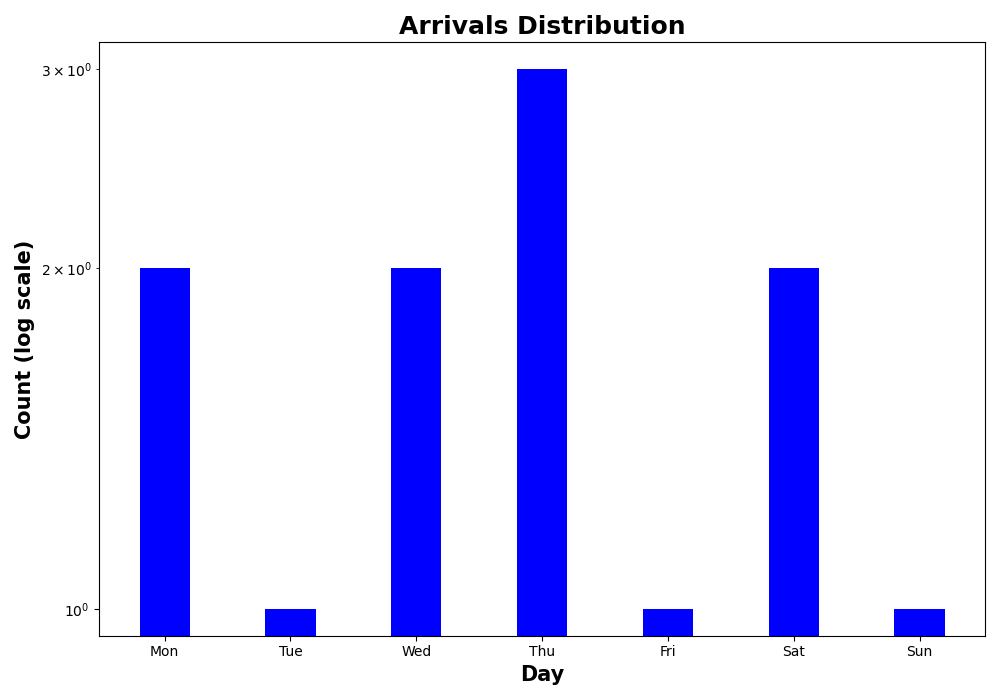 Arrivals Distribution
3 × 10⁰
2 × 10⁰
10⁰
Count (log scale)
Mon Tue Wed Thu Fri Sat Sun
Day